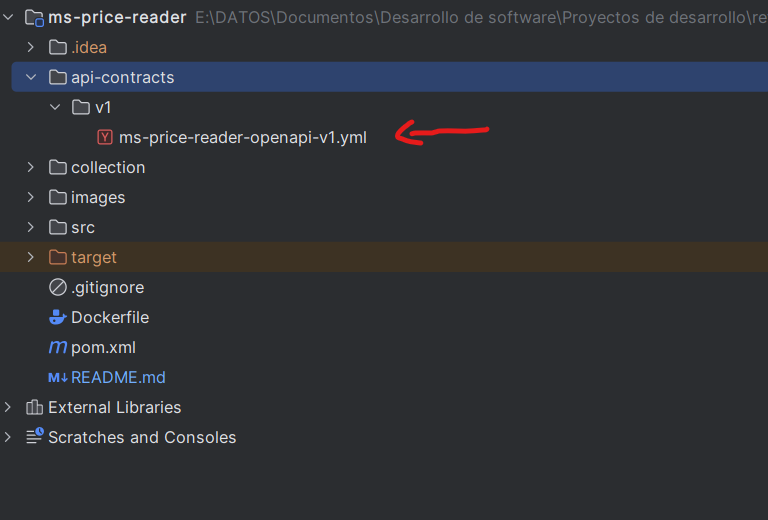 ms-price-reader E:\DATOS\Documentos\Desarrollo de software\Proyectos de desarrollo\re
.idea
api-contracts
v1
Y ms-price-reader-openapi-v1.yml
collection
images
src
target
.gitignore
Dockerfile
m pom.xml
M↓ README.md
External Libraries
Scratches and Consoles